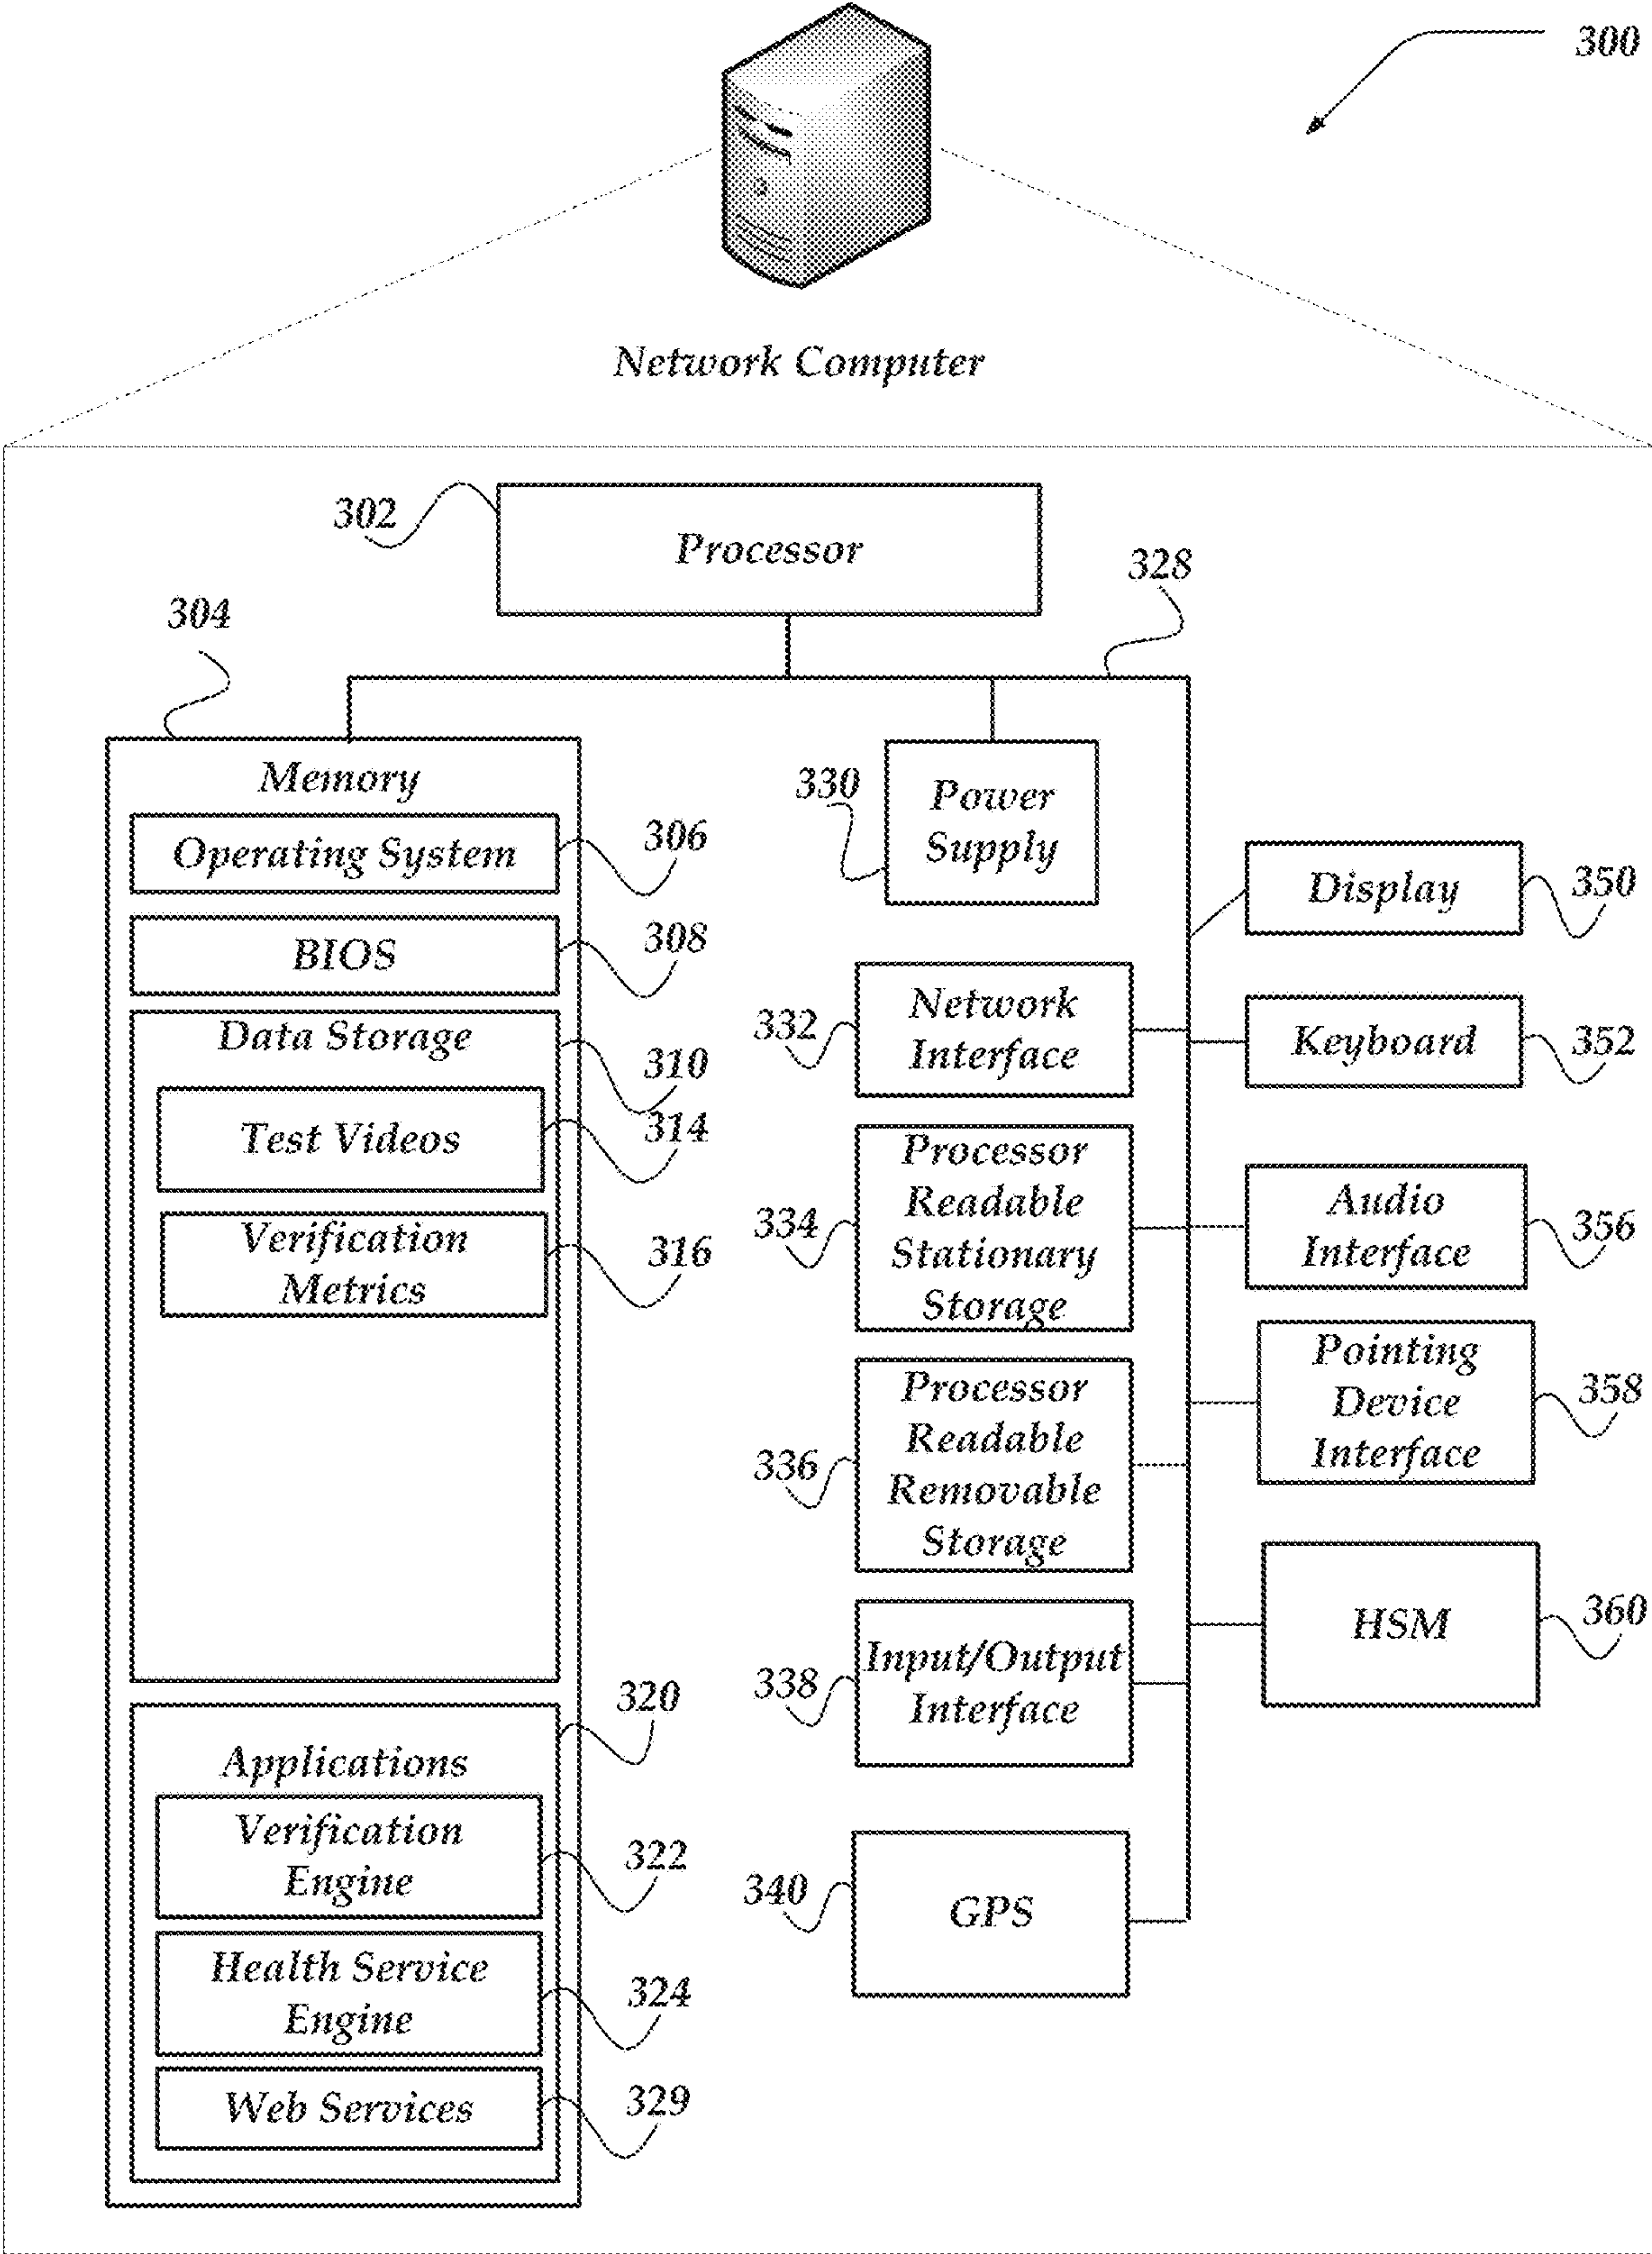 300
Network Computer
302
Processor
328
304
Memory
Operating System
306
BIOS
308
Data Storage
310
Test Videos
314
Verification
Metrics
316
Applications
320
Verification
Engine
322
Health Service
Engine
324
Web Services
329
330
Power
Supply
332
Network
Interface
334
Processor
Readable
Stationary
Storage
336
Processor
Readable
Removable
Storage
338
Input/Output
Interface
340
GPS
Display
350
Keyboard
352
Audio
Interface
356
Pointing
Device
Interface
358
HSM
360